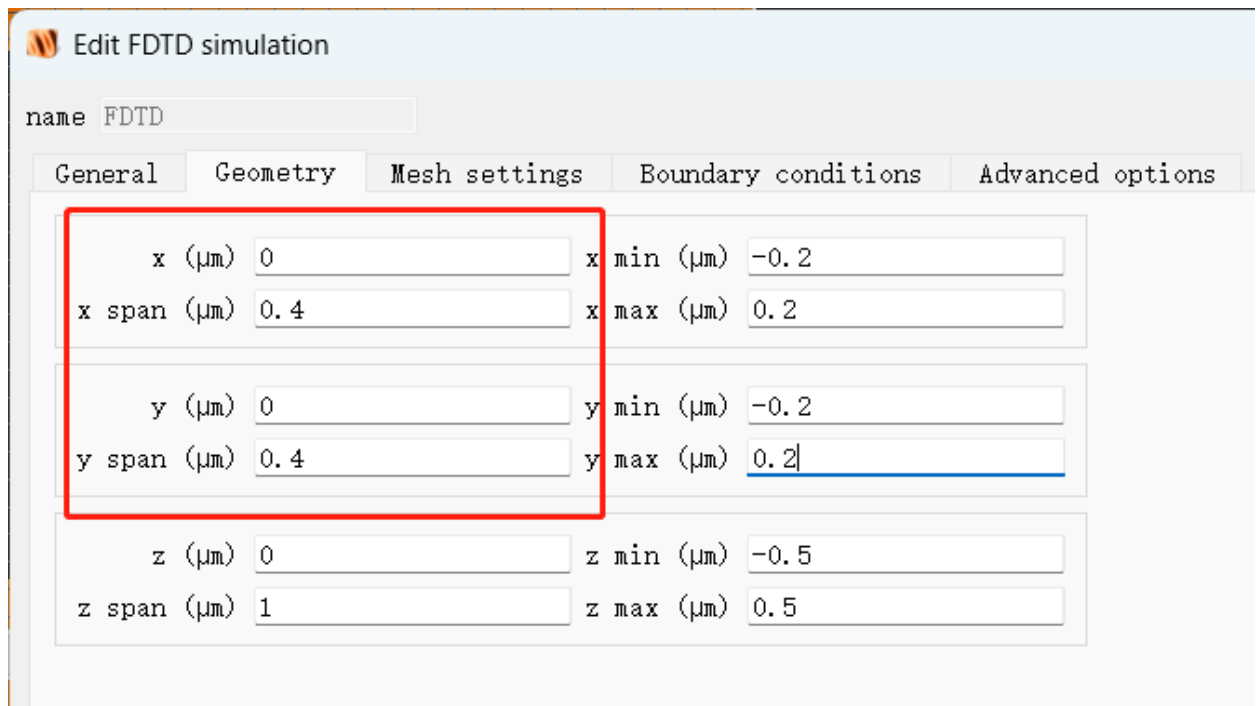 Edit FDTD simulation
name FDTD
General Geometry Mesh settings Boundary conditions Advanced options
x (μm) 0 x min (μm) -0.2
x span (μm) 0.4 x max (μm) 0.2
y (μm) 0 y min (μm) -0.2
y span (μm) 0.4 y max (μm) 0.2
z (μm) 0 z min (μm) -0.5
z span (μm) 1 z max (μm) 0.5